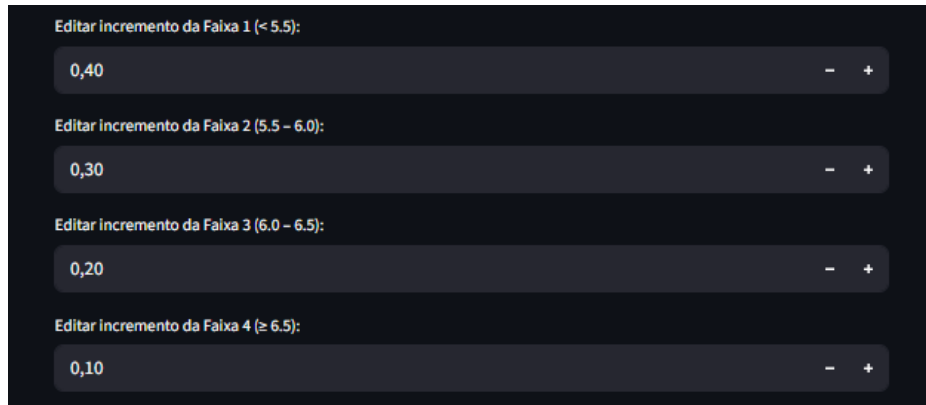 Editar incremento da Faixa 1 (< 5.5):
0,40 − +
Editar incremento da Faixa 2 (5.5 – 6.0):
0,30 − +
Editar incremento da Faixa 3 (6.0 – 6.5):
0,20 − +
Editar incremento da Faixa 4 (≥ 6.5):
0,10 − +